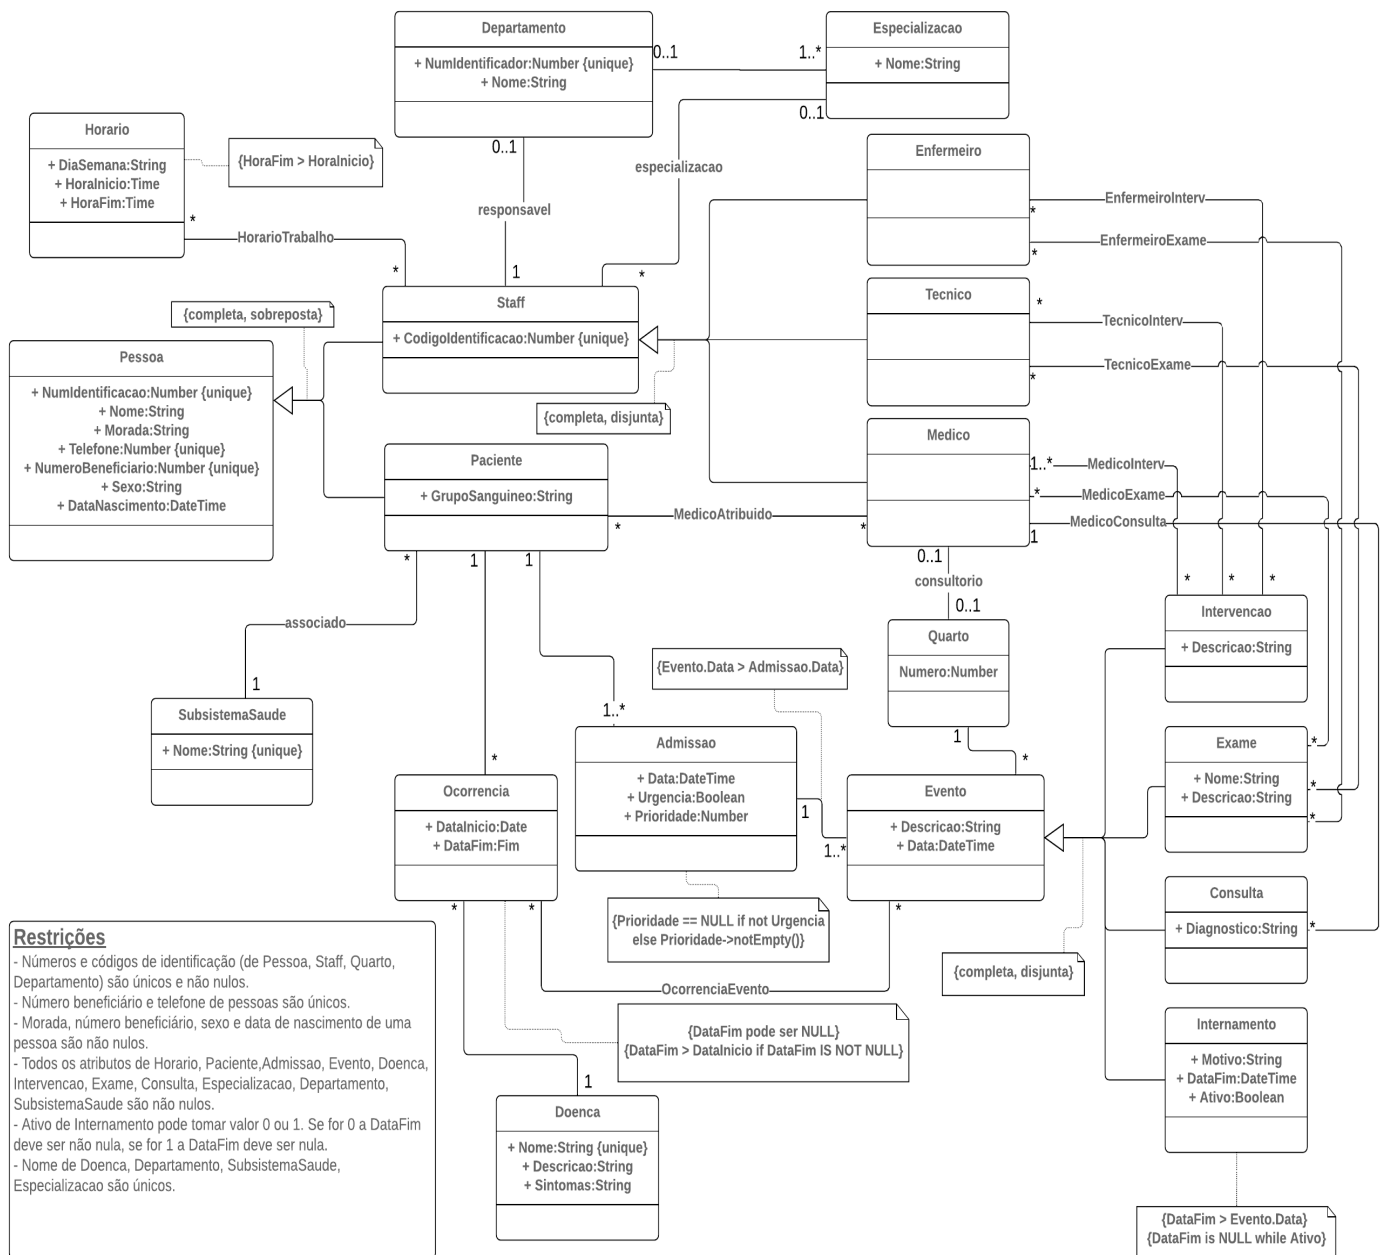 Departamento
+ NumIdentificador:Number {unique}
+ Nome:String
0..1
1..*
Especializacao
+ Nome:String
0..1
especializacao
*
Horario
+ DiaSemana:String
+ HoraInicio:Time
+ HoraFim:Time
{HoraFim > HoraInicio}
*
HorarioTrabalho
*
0..1
responsavel
1
Enfermeiro
*
EnfermeiroInterv
*
EnfermeiroExame
Staff
+ CodigoIdentificacao:Number {unique}
Tecnico
*
TecnicoInterv
*
TecnicoExame
{completa, sobreposta}
{completa, disjunta}
Pessoa
+ NumIdentificacao:Number {unique}
+ Nome:String
+ Morada:String
+ Telefone:Number {unique}
+ NumeroBeneficiario:Number {unique}
+ Sexo:String
+ DataNascimento:DateTime
Paciente
+ GrupoSanguineo:String
*
MedicoAtribuido
*
Medico
1..*
MedicoInterv
*
MedicoExame
MedicoConsulta
1
0..1
consultorio
0..1
*
1
1
*
*
*
associado
1
SubsistemaSaude
+ Nome:String {unique}
Quarto
Numero:Number
1
*
Intervencao
+ Descricao:String
{Evento.Data > Admissao.Data}
1..*
*
Admissao
+ Data:DateTime
+ Urgencia:Boolean
+ Prioridade:Number
1
1..*
Ocorrencia
+ DataInicio:Date
+ DataFim:Fim
*
*
Evento
+ Descricao:String
+ Data:DateTime
*
Exame
+ Nome:String
+ Descricao:String
*
*
*
{Prioridade == NULL if not Urgencia
else Prioridade->notEmpty()}
Consulta
+ Diagnostico:String
*
{completa, disjunta}
OcorrenciaEvento
{DataFim pode ser NULL}
{DataFim > DataInicio if DataFim IS NOT NULL}
Internamento
+ Motivo:String
+ DataFim:DateTime
+ Ativo:Boolean
{DataFim > Evento.Data}
{DataFim is NULL while Ativo}
1
Doenca
+ Nome:String {unique}
+ Descricao:String
+ Sintomas:String
Restrições
- Números e códigos de identificação (de Pessoa, Staff, Quarto,
Departamento) são únicos e não nulos.
- Número beneficiário e telefone de pessoas são únicos.
- Morada, número beneficiário, sexo e data de nascimento de uma
pessoa são não nulos.
- Todos os atributos de Horario, Paciente,Admissao, Evento, Doenca,
Intervencao, Exame, Consulta, Especializacao, Departamento,
SubsistemaSaude são não nulos.
- Ativo de Internamento pode tomar valor 0 ou 1. Se for 0 a DataFim
deve ser não nula, se for 1 a DataFim deve ser nula.
- Nome de Doenca, Departamento, SubsistemaSaude,
Especializacao são únicos.